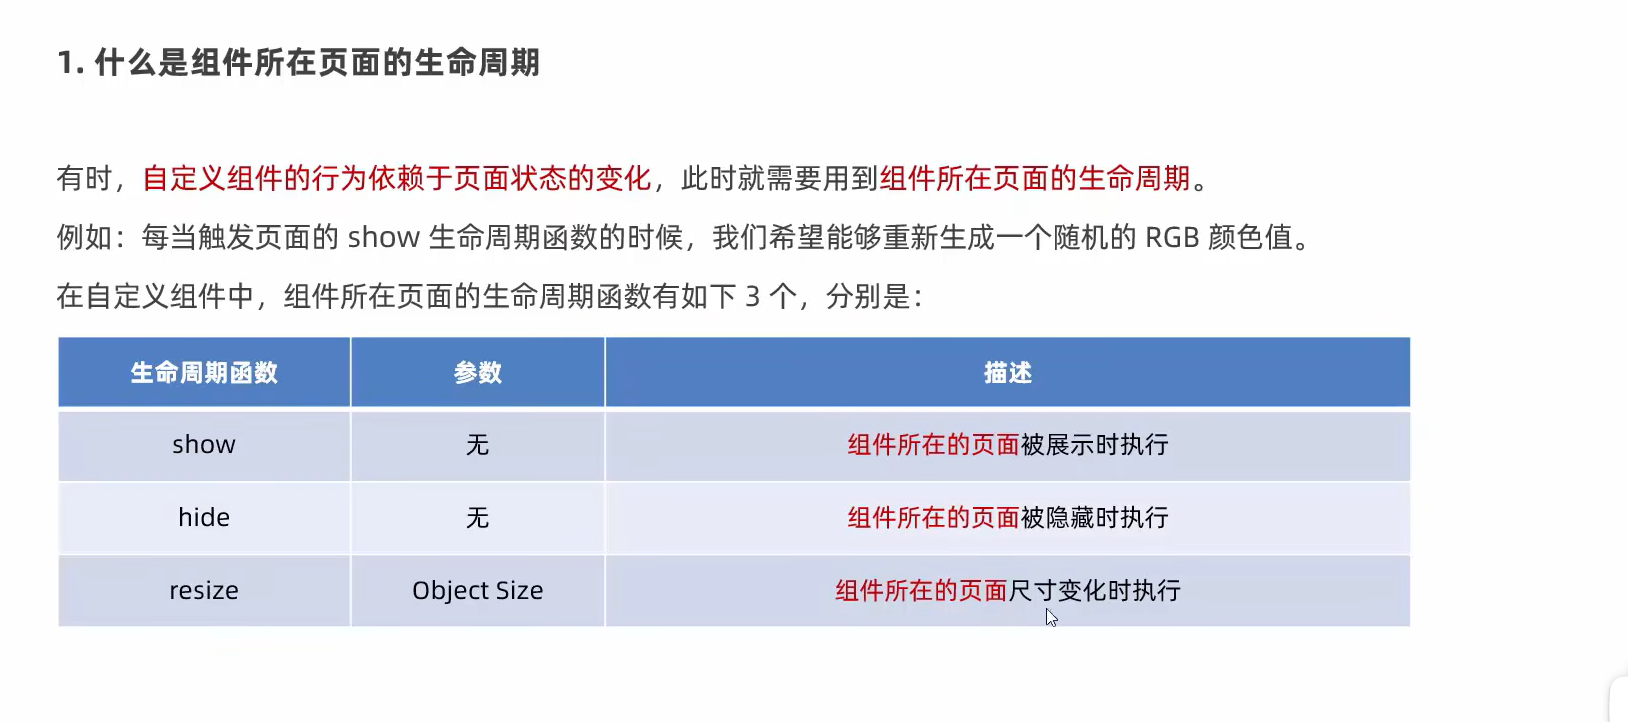 1. 什么是组件所在页面的生命周期
有时，自定义组件的行为依赖于页面状态的变化，此时就需要用到组件所在页面的生命周期。
例如：每当触发页面的 show 生命周期函数的时候，我们希望能够重新生成一个随机的 RGB 颜色值。
在自定义组件中，组件所在页面的生命周期函数有如下 3 个，分别是：
生命周期函数 参数 描述
show 无 组件所在的页面被展示时执行
hide 无 组件所在的页面被隐藏时执行
resize Object Size 组件所在的页面尺寸变化时执行